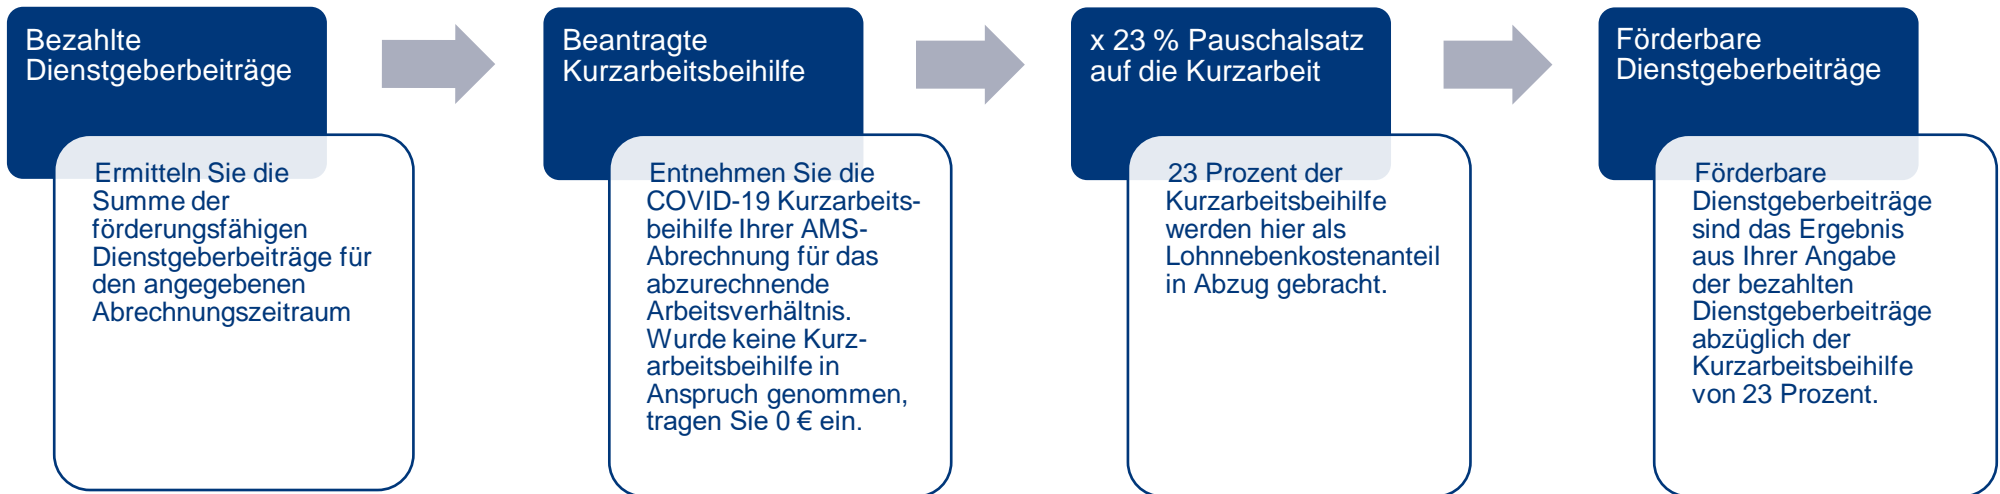 Bezahlte
Dienstgeberbeiträge
Ermitteln Sie die
Summe der
förderungsfähigen
Dienstgeberbeiträge für
den angegebenen
Abrechnungszeitraum
Beantragte
Kurzarbeitsbeihilfe
Entnehmen Sie die
COVID-19 Kurzarbeits-
beihilfe Ihrer AMS-
Abrechnung für das
abzurechnende
Arbeitsverhältnis.
Wurde keine Kurz-
arbeitsbeihilfe in
Anspruch genommen,
tragen Sie 0 € ein.
x 23 % Pauschalsatz
auf die Kurzarbeit
23 Prozent der
Kurzarbeitsbeihilfe
werden hier als
Lohnnebenkostenanteil
in Abzug gebracht.
Förderbare
Dienstgeberbeiträge
Förderbare
Dienstgeberbeiträge
sind das Ergebnis
aus Ihrer Angabe
der bezahlten
Dienstgeberbeiträge
abzüglich der
Kurzarbeitsbeihilfe
von 23 Prozent.